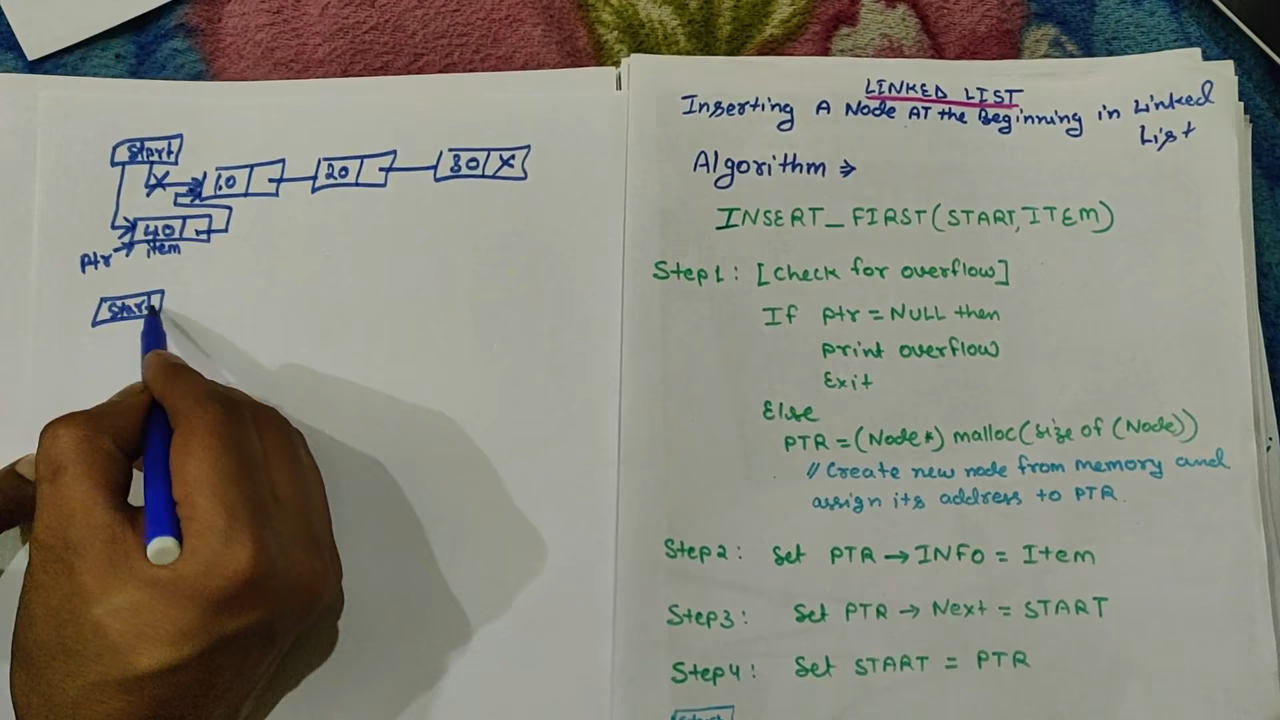 Start
10
20
30 X
40
Ptr
item
Start
LINKED LIST
Inserting A Node AT the Beginning in Linked
List
Algorithm ⇒
INSERT_FIRST(START, ITEM)
Step1: [Check for overflow]
If ptr = NULL then
print overflow
Exit
Else
PTR = (Node*) malloc(size of (Node))
// Create new node from memory and
assign its address to PTR.
Step2: Set PTR → INFO = Item
Step3: Set PTR → Next = START
Step4: Set START = PTR